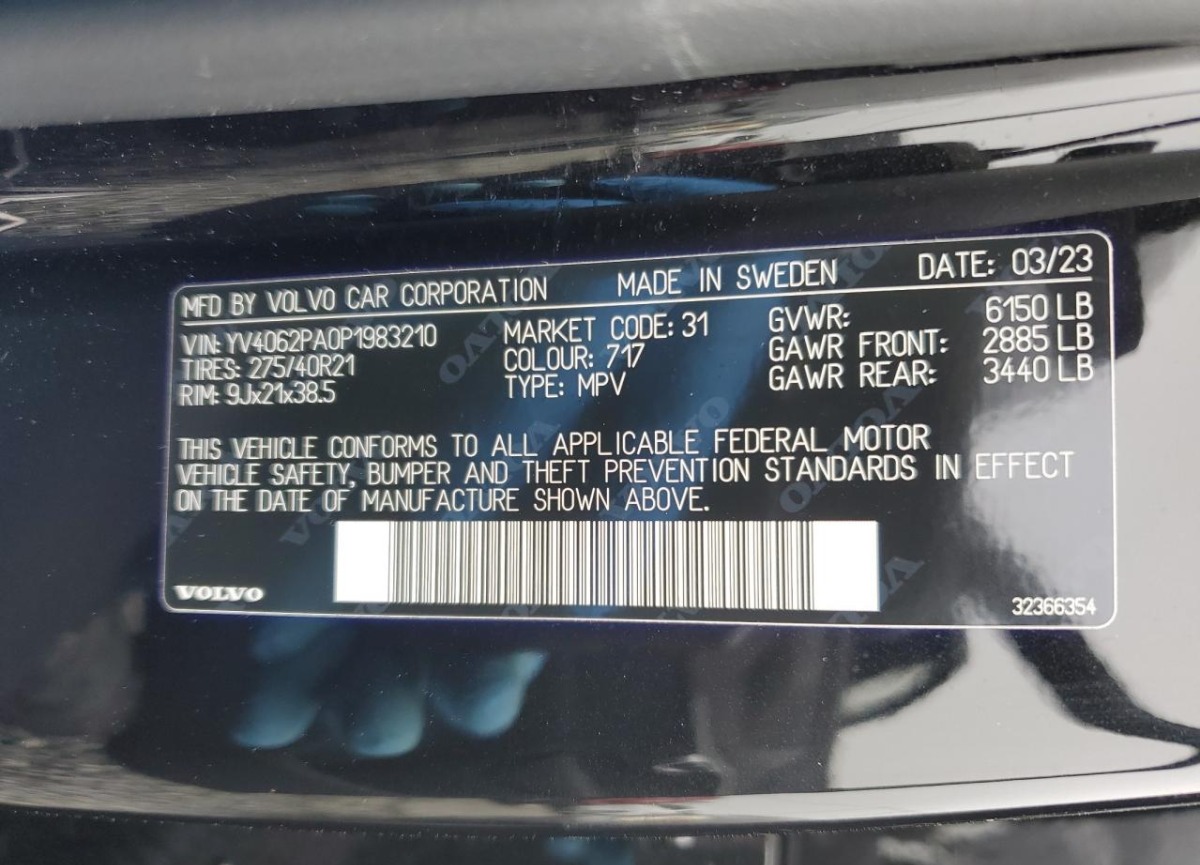 MFD BY VOLVO CAR CORPORATION MADE IN SWEDEN DATE: 03/23
VIN: YV4062PA0P1983210 MARKET CODE: 31 GVWR: 6150 LB
TIRES: 275/40R21 COLOUR: 717 GAWR FRONT: 2885 LB
RIM: 9Jx21x38.5 TYPE: MPV GAWR REAR: 3440 LB
THIS VEHICLE CONFORMS TO ALL APPLICABLE FEDERAL MOTOR
VEHICLE SAFETY, BUMPER AND THEFT PREVENTION STANDARDS IN EFFECT
ON THE DATE OF MANUFACTURE SHOWN ABOVE.
VOLVO 32366354